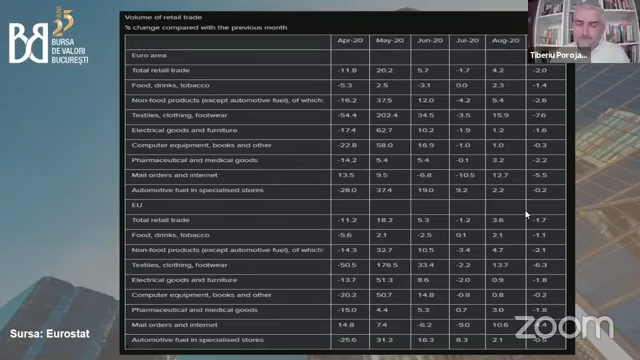 25 ANI
BURSA
DE VALORI
BUCUREȘTI
Tiberiu Poroja...
Volume of retail trade
% change compared with the previous month
Apr-20 May-20 Jun-20 Jul-20 Aug-20
Euro area
Total retail trade -11.8 20.2 5.7 -1.7 4.2 -2.0
Food, drinks, tobacco -5.3 2.5 -3.1 0.0 2.3 -1.4
Non-food products (except automotive fuel), of which: -16.2 37.5 12.0 -4.2 5.4 -2.6
Textiles, clothing, footwear -54.4 202.4 34.5 -3.5 15.9 -7.6
Electrical goods and furniture -17.4 62.7 10.2 -1.9 1.2 -1.6
Computer equipment, books and other -22.8 58.0 16.9 -1.0 1.0 -0.3
Pharmaceutical and medical goods -14.2 5.4 5.4 -0.1 3.2 -2.2
Mail orders and internet 13.5 9.5 -6.8 -10.5 12.7 -5.5
Automotive fuel in specialised stores -28.0 37.4 19.0 9.2 2.2 -0.2
EU
Total retail trade -11.2 18.2 5.3 -1.2 3.6 -1.7
Food, drinks, tobacco -5.6 2.1 -2.5 0.1 2.1 -1.1
Non-food products (except automotive fuel), of which: -14.3 32.7 10.5 -3.4 4.7 -2.1
Textiles, clothing, footwear -50.5 176.5 33.4 -2.2 13.7 -6.3
Electrical goods and furniture -13.7 51.3 8.6 -2.0 0.9 -1.8
Computer equipment, books and other -20.2 50.7 14.8 -0.8 0.8 -0.2
Pharmaceutical and medical goods -15.0 4.4 5.3 0.7 3.0 -1.8
Mail orders and internet 14.8 7.4 -6.2 -9.0 10.6
Automotive fuel in specialised stores -25.6 31.2 16.3 8.3 2.1
Sursa: Eurostat
zoom